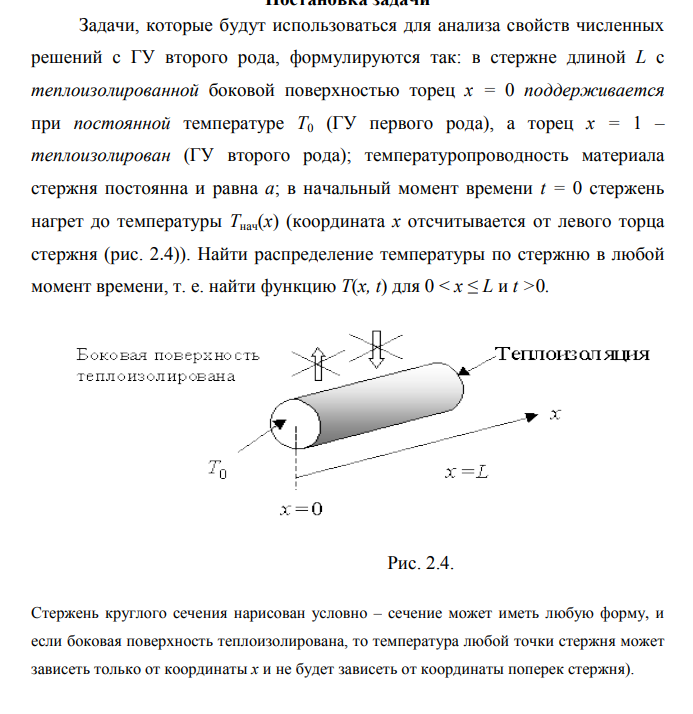 Постановка задачи
Задачи, которые будут использоваться для анализа свойств численных
решений с ГУ второго рода, формулируются так: в стержне длиной L с
теплоизолированной боковой поверхностью торец x = 0 поддерживается
при постоянной температуре T0 (ГУ первого рода), а торец x = 1 –
теплоизолирован (ГУ второго рода); температуропроводность материала
стержня постоянна и равна a; в начальный момент времени t = 0 стержень
нагрет до температуры Tнач(x) (координата x отсчитывается от левого торца
стержня (рис. 2.4)). Найти распределение температуры по стержню в любой
момент времени, т. е. найти функцию T(x, t) для 0 < x ≤ L и t >0.
Боковая поверхность
теплоизолирована
Теплоизоляция
x
T0
x = L
x = 0
Рис. 2.4.
Стержень круглого сечения нарисован условно – сечение может иметь любую форму, и
если боковая поверхность теплоизолирована, то температура любой точки стержня может
зависеть только от координаты x и не будет зависеть от координаты поперек стержня).